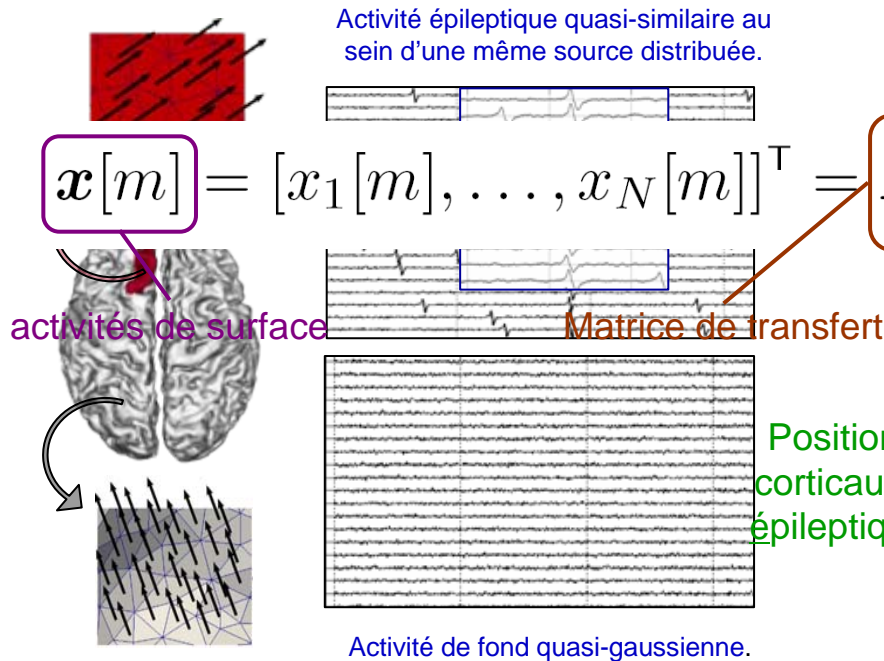 Activité épileptique quasi-similaire au
sein d'une même source distribuée.
x[m] = [x₁[m], . . . , x_N[m]]ᵀ =
activités de surface
Matrice de transfert
Position
corticau
épileptiq
Activité de fond quasi-gaussienne.